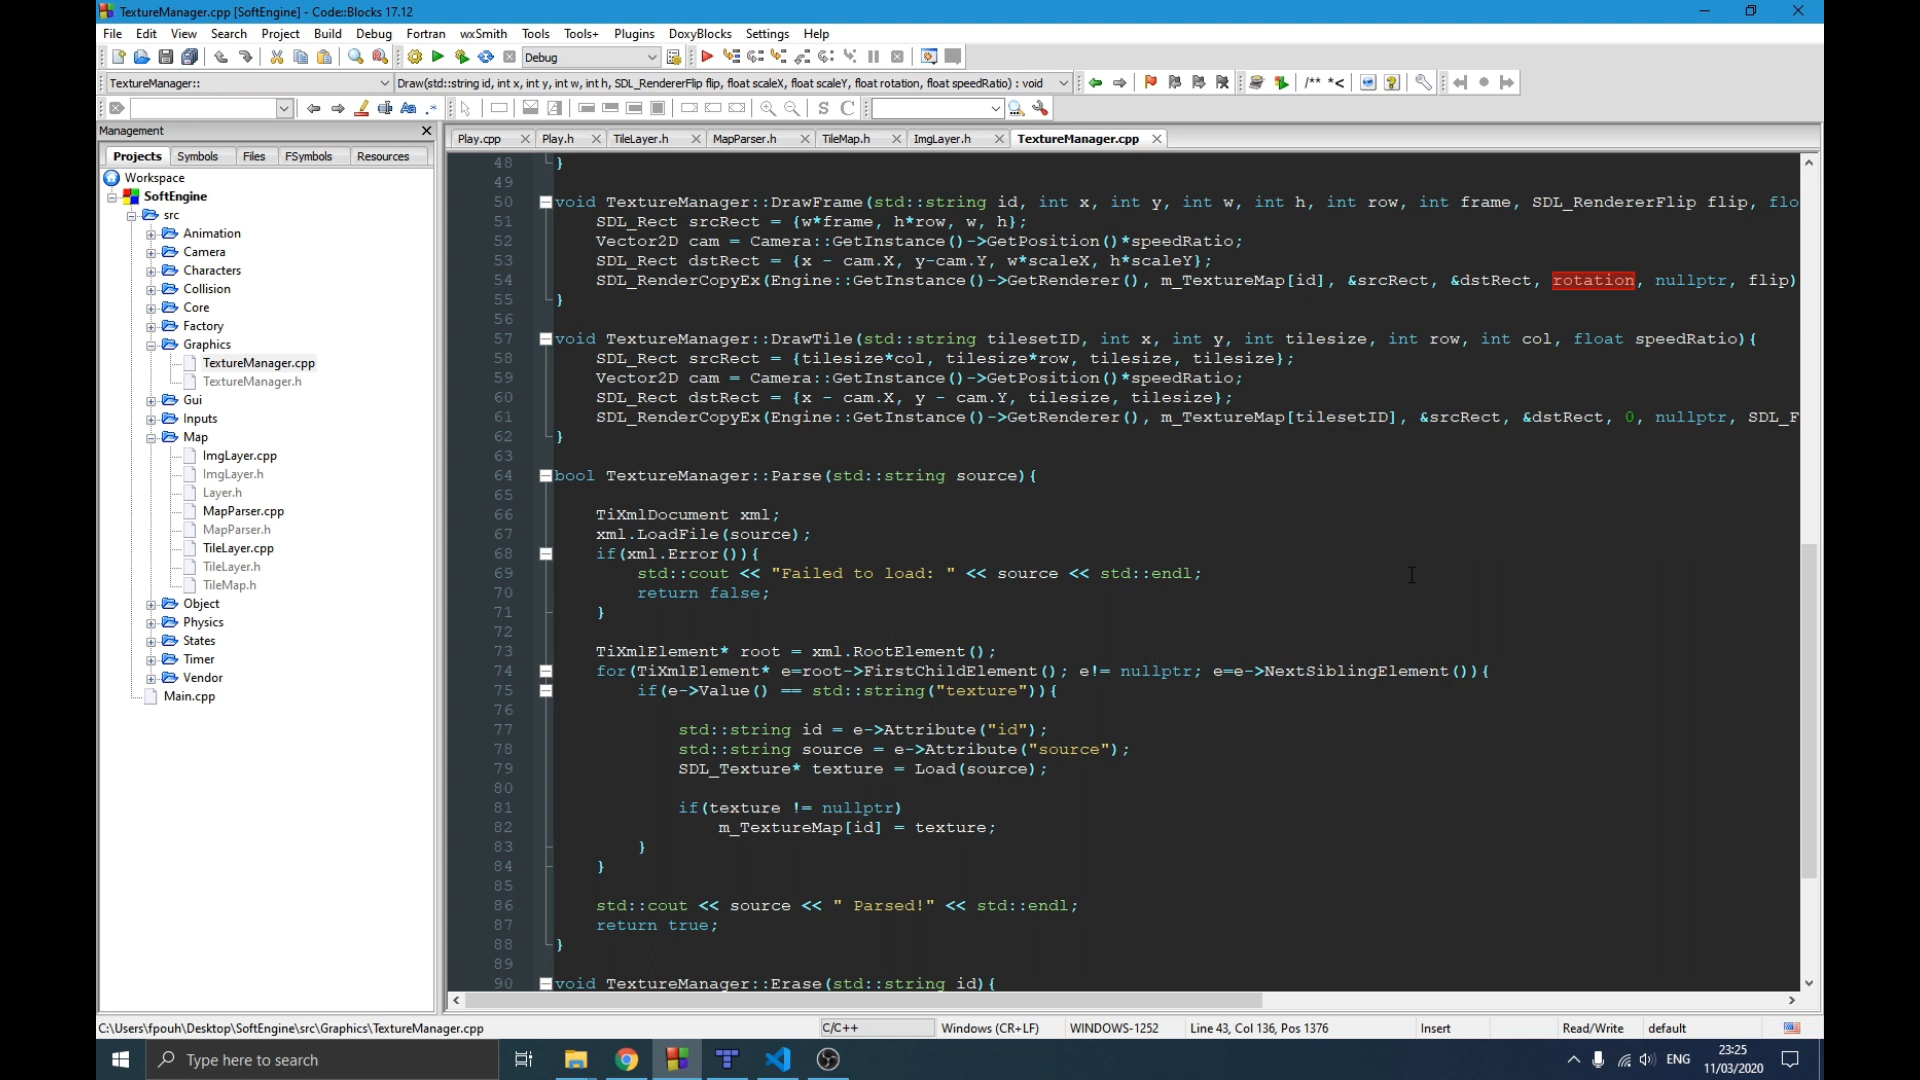 TextureManager.cpp [SoftEngine] - Code::Blocks 17.12
File Edit View Search Project Build Debug Fortran wxSmith Tools Tools+ Plugins DoxyBlocks Settings Help
Debug
TextureManager:: Draw(std::string id, int x, int y, int w, int h, SDL_RendererFlip flip, float scaleX, float scaleY, float rotation, float speedRatio) : void /** *<
Aa .* S C
Management
Projects Symbols Files FSymbols Resources
Workspace
SoftEngine
src
Animation
Camera
Characters
Collision
Core
Factory
Graphics
TextureManager.cpp
TextureManager.h
Gui
Inputs
Map
ImgLayer.cpp
ImgLayer.h
Layer.h
MapParser.cpp
MapParser.h
TileLayer.cpp
TileLayer.h
TileMap.h
Object
Physics
States
Timer
Vendor
Main.cpp
Play.cpp Play.h TileLayer.h MapParser.h TileMap.h ImgLayer.h TextureManager.cpp
48 }
49
50 void TextureManager::DrawFrame(std::string id, int x, int y, int w, int h, int row, int frame, SDL_RendererFlip flip, flo
51 SDL_Rect srcRect = {w*frame, h*row, w, h};
52 Vector2D cam = Camera::GetInstance()->GetPosition()*speedRatio;
53 SDL_Rect dstRect = {x - cam.X, y-cam.Y, w*scaleX, h*scaleY};
54 SDL_RenderCopyEx(Engine::GetInstance()->GetRenderer(), m_TextureMap[id], &srcRect, &dstRect, rotation, nullptr, flip)
55 }
56
57 void TextureManager::DrawTile(std::string tilesetID, int x, int y, int tilesize, int row, int col, float speedRatio){
58 SDL_Rect srcRect = {tilesize*col, tilesize*row, tilesize, tilesize};
59 Vector2D cam = Camera::GetInstance()->GetPosition()*speedRatio;
60 SDL_Rect dstRect = {x - cam.X, y - cam.Y, tilesize, tilesize};
61 SDL_RenderCopyEx(Engine::GetInstance()->GetRenderer(), m_TextureMap[tilesetID], &srcRect, &dstRect, 0, nullptr, SDL_F
62 }
63
64 bool TextureManager::Parse(std::string source){
65
66 TiXmlDocument xml;
67 xml.LoadFile(source);
68 if(xml.Error()){
69 std::cout << "Failed to load: " << source << std::endl;
70 return false;
71 }
72
73 TiXmlElement* root = xml.RootElement();
74 for(TiXmlElement* e=root->FirstChildElement(); e!= nullptr; e=e->NextSiblingElement()){
75 if(e->Value() == std::string("texture")){
76
77 std::string id = e->Attribute("id");
78 std::string source = e->Attribute("source");
79 SDL_Texture* texture = Load(source);
80
81 if(texture != nullptr)
82 m_TextureMap[id] = texture;
83 }
84 }
85
86 std::cout << source << " Parsed!" << std::endl;
87 return true;
88 }
89
90 void TextureManager::Erase(std::string id){
C:\Users\fpouh\Desktop\SoftEngine\src\Graphics\TextureManager.cpp C/C++ Windows (CR+LF) WINDOWS-1252 Line 43, Col 136, Pos 1376 Insert Read/Write default
Type here to search ENG 23:25
11/03/2020